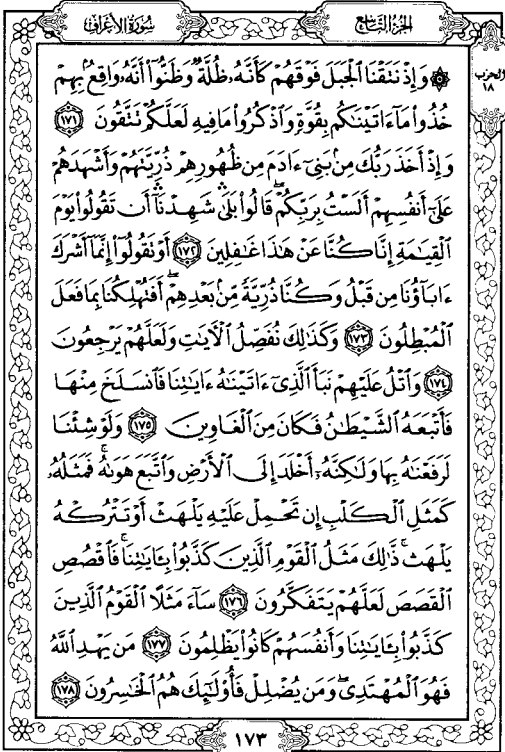 الجزء التاسع
سورة الأعراف
الحزب
١٨
۞ وَإِذْ نَتَقْنَا ٱلْجَبَلَ فَوْقَهُمْ كَأَنَّهُۥ ظُلَّةٌ وَظَنُّوٓا۟ أَنَّهُۥ وَاقِعٌۢ بِهِمْ
خُذُوا۟ مَآ ءَاتَيْنَٰكُم بِقُوَّةٍ وَٱذْكُرُوا۟ مَا فِيهِ لَعَلَّكُمْ تَتَّقُونَ ١٧١
وَإِذْ أَخَذَ رَبُّكَ مِنۢ بَنِىٓ ءَادَمَ مِن ظُهُورِهِمْ ذُرِّيَّتَهُمْ وَأَشْهَدَهُمْ
عَلَىٰٓ أَنفُسِهِمْ أَلَسْتُ بِرَبِّكُمْ ۖ قَالُوا۟ بَلَىٰ ۛ شَهِدْنَآ ۛ أَن تَقُولُوا۟ يَوْمَ
ٱلْقِيَٰمَةِ إِنَّا كُنَّا عَنْ هَٰذَا غَٰفِلِينَ ١٧٢ أَوْ تَقُولُوٓا۟ إِنَّمَآ أَشْرَكَ
ءَابَآؤُنَا مِن قَبْلُ وَكُنَّا ذُرِّيَّةً مِّنۢ بَعْدِهِمْ ۖ أَفَتُهْلِكُنَا بِمَا فَعَلَ
ٱلْمُبْطِلُونَ ١٧٣ وَكَذَٰلِكَ نُفَصِّلُ ٱلْءَايَٰتِ وَلَعَلَّهُمْ يَرْجِعُونَ
١٧٤ وَٱتْلُ عَلَيْهِمْ نَبَأَ ٱلَّذِىٓ ءَاتَيْنَٰهُ ءَايَٰتِنَا فَٱنسَلَخَ مِنْهَا
فَأَتْبَعَهُ ٱلشَّيْطَٰنُ فَكَانَ مِنَ ٱلْغَاوِينَ ١٧٥ وَلَوْ شِئْنَا
لَرَفَعْنَٰهُ بِهَا وَلَٰكِنَّهُۥٓ أَخْلَدَ إِلَى ٱلْأَرْضِ وَٱتَّبَعَ هَوَىٰهُ ۚ فَمَثَلُهُۥ
كَمَثَلِ ٱلْكَلْبِ إِن تَحْمِلْ عَلَيْهِ يَلْهَثْ أَوْ تَتْرُكْهُ
يَلْهَث ۚ ذَّٰلِكَ مَثَلُ ٱلْقَوْمِ ٱلَّذِينَ كَذَّبُوا۟ بِـَٔايَٰتِنَا ۚ فَٱقْصُصِ
ٱلْقَصَصَ لَعَلَّهُمْ يَتَفَكَّرُونَ ١٧٦ سَآءَ مَثَلًا ٱلْقَوْمُ ٱلَّذِينَ
كَذَّبُوا۟ بِـَٔايَٰتِنَا وَأَنفُسَهُمْ كَانُوا۟ يَظْلِمُونَ ١٧٧ مَن يَهْدِ ٱللَّهُ
فَهُوَ ٱلْمُهْتَدِى ۖ وَمَن يُضْلِلْ فَأُو۟لَٰٓئِكَ هُمُ ٱلْخَٰسِرُونَ ١٧٨
١٧٣